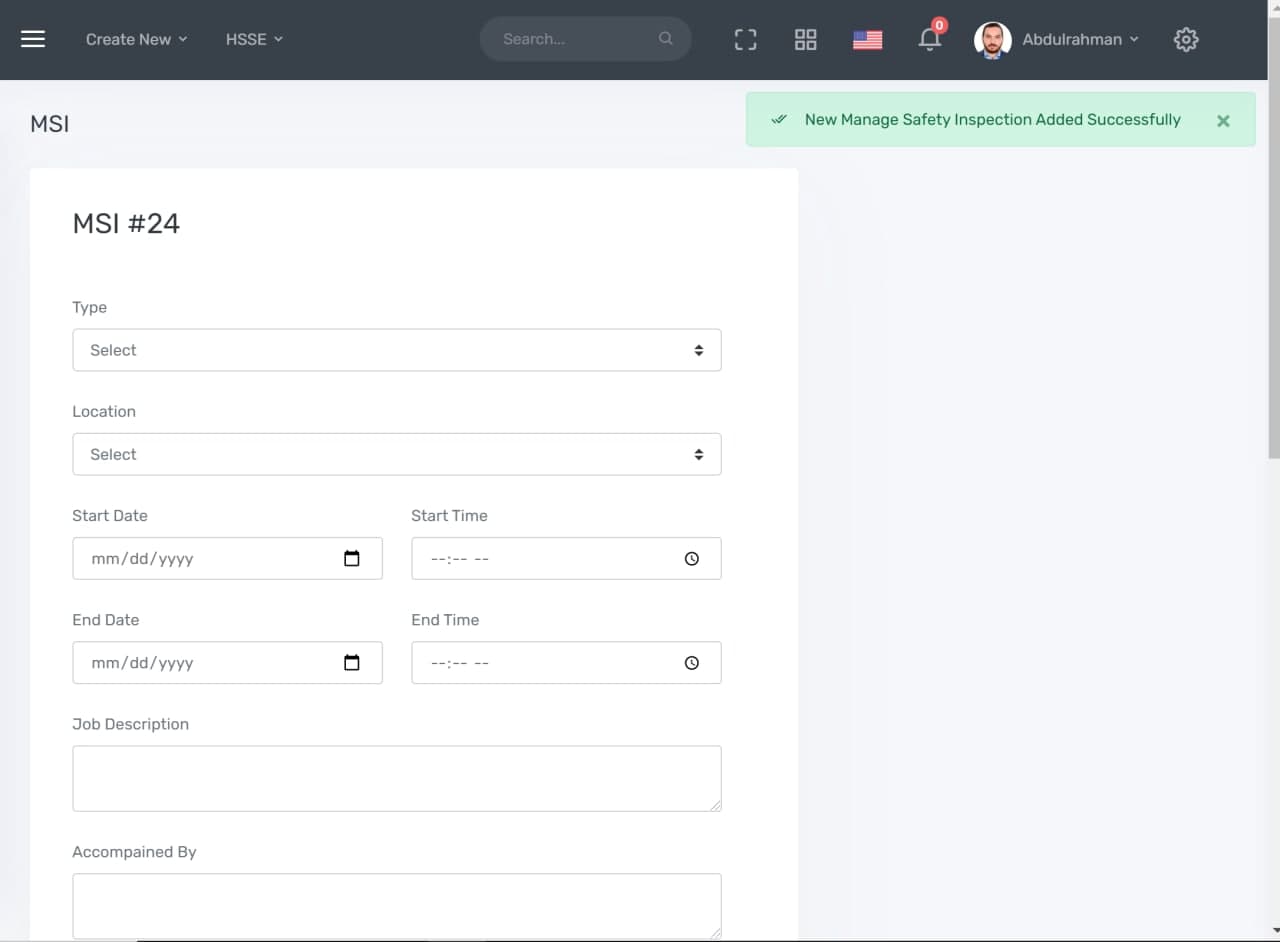 Create New HSSE Search... 0 Abdulrahman
MSI
New Manage Safety Inspection Added Successfully
MSI #24
Type
Select
Location
Select
Start Date Start Time
mm/dd/yyyy --:-- --
End Date End Time
mm/dd/yyyy --:-- --
Job Description
Accompained By